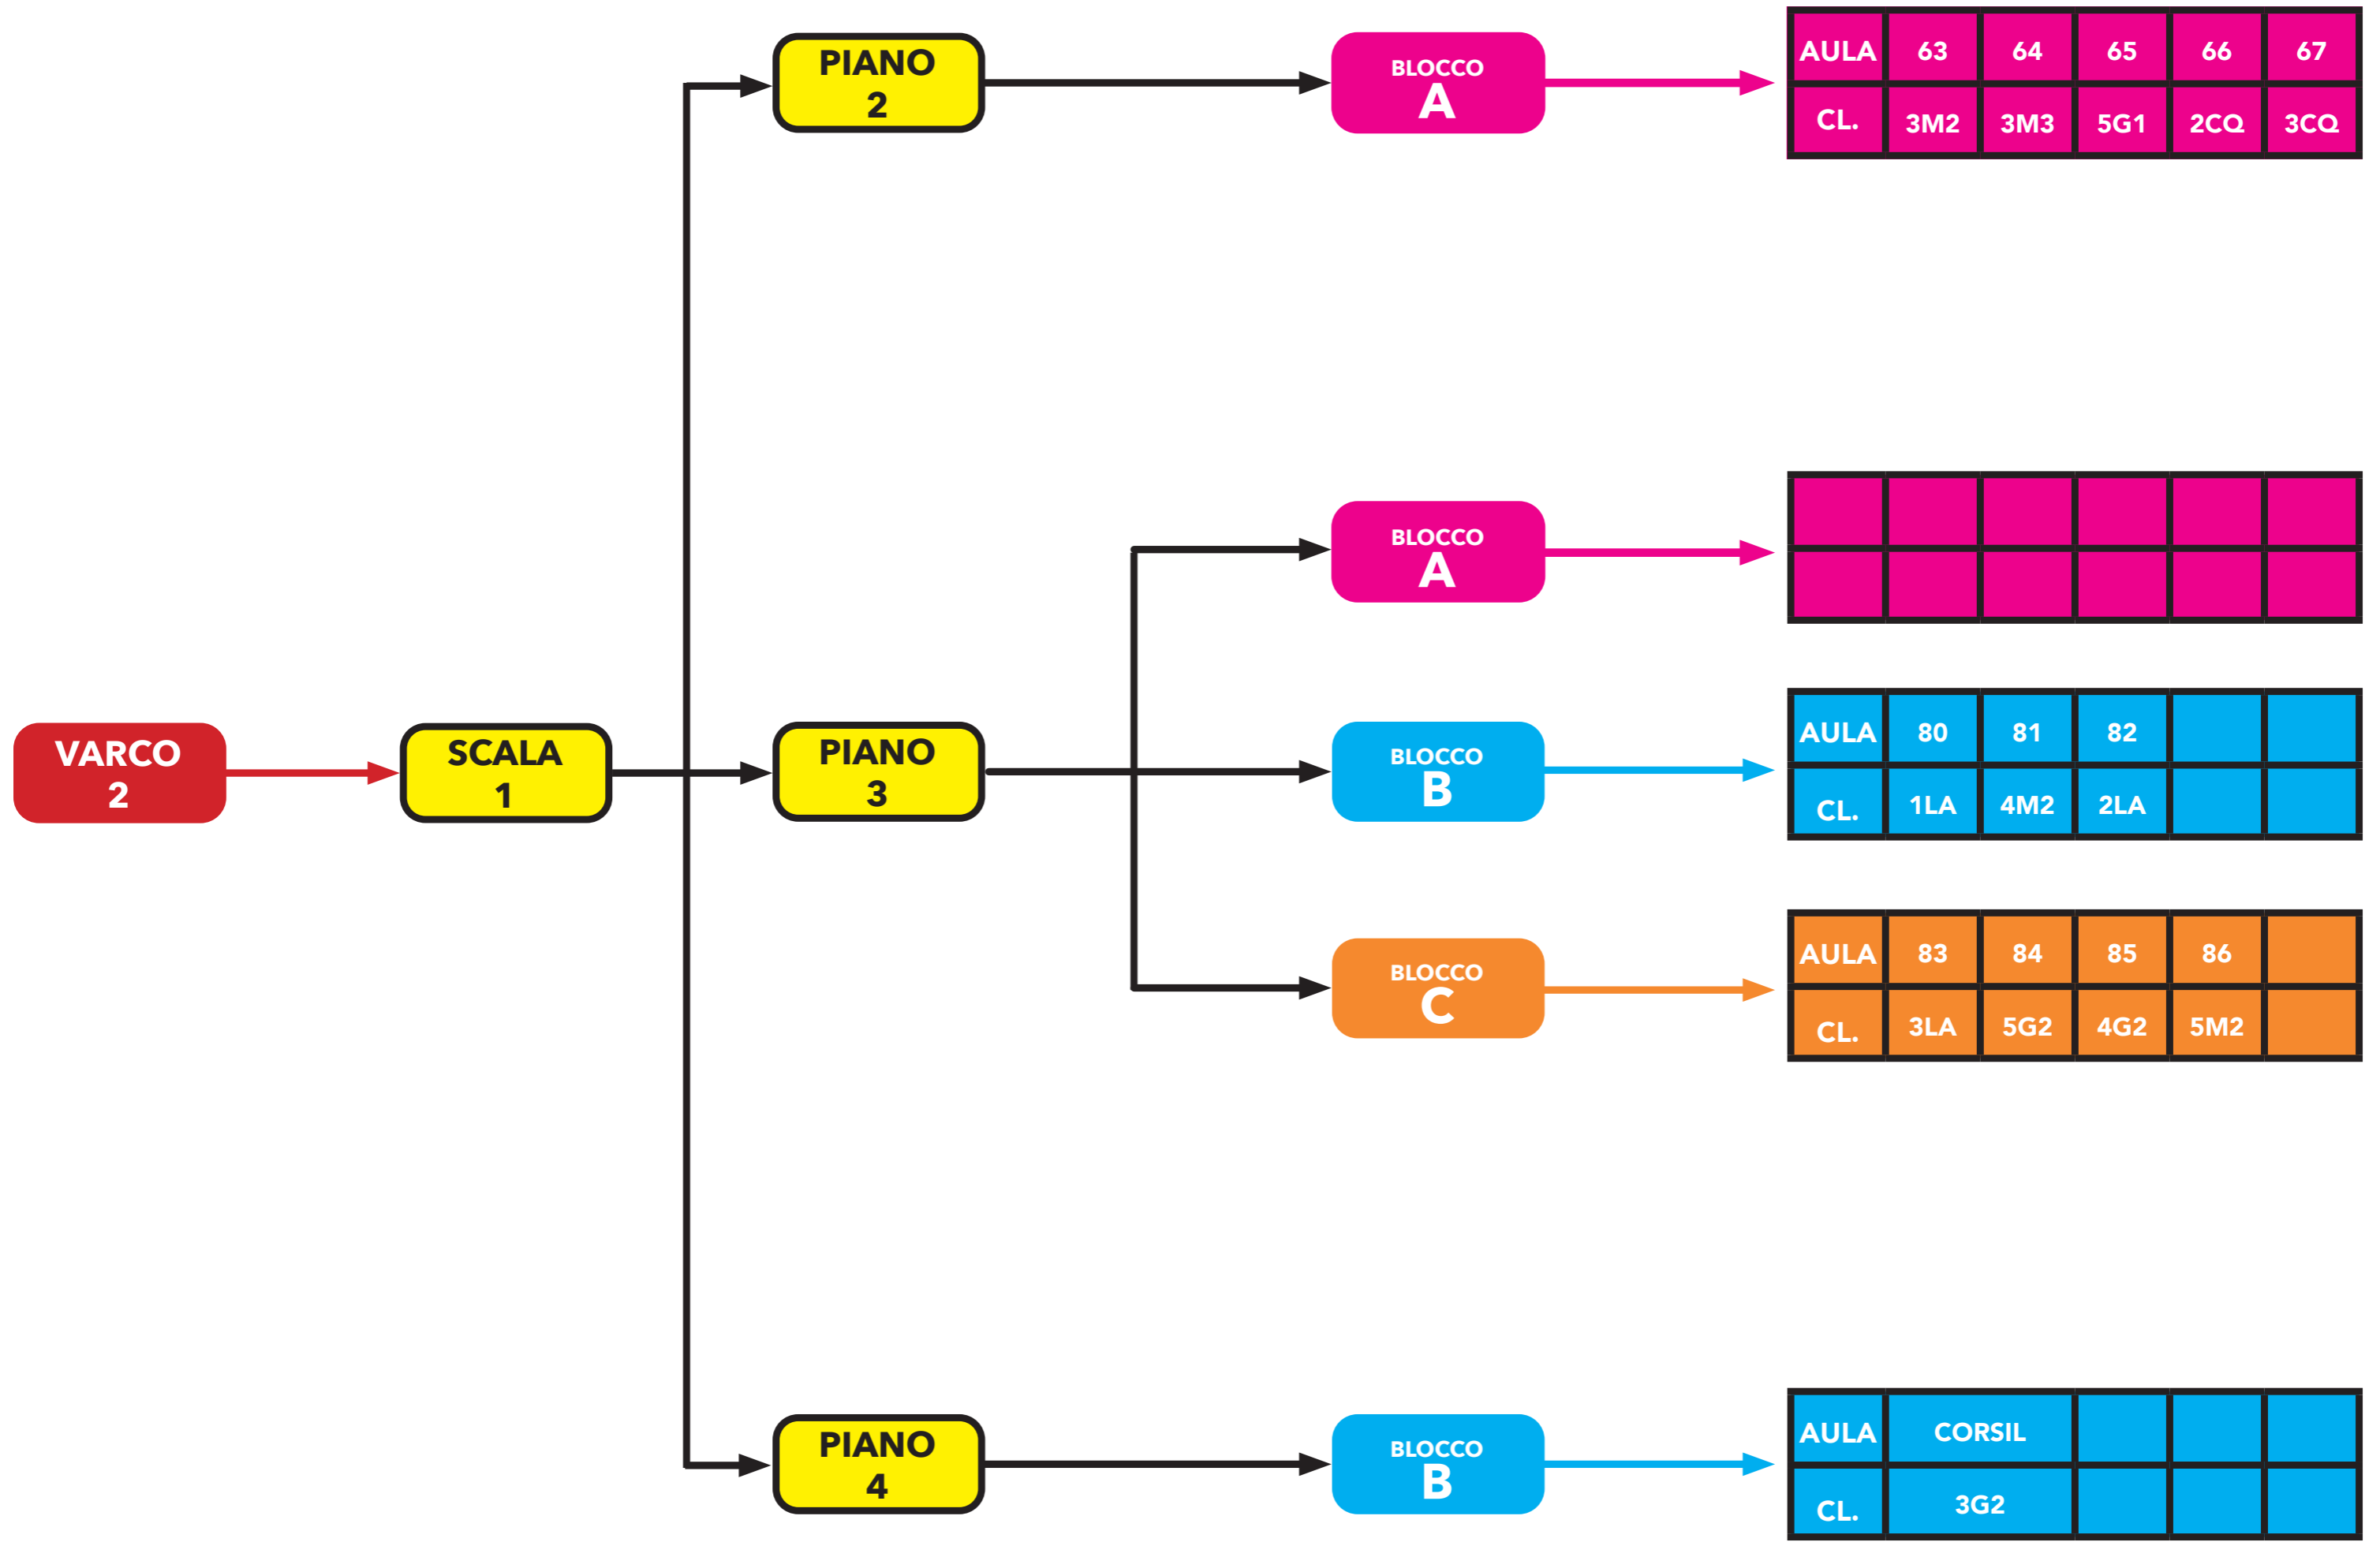 PIANO
2
BLOCCO
A
AULA 63 64 65 66 67
CL. 3M2 3M3 5G1 2CQ 3CQ
BLOCCO
A
VARCO
2
SCALA
1
PIANO
3
BLOCCO
B
AULA 80 81 82
CL. 1LA 4M2 2LA
BLOCCO
C
AULA 83 84 85 86
CL. 3LA 5G2 4G2 5M2
PIANO
4
BLOCCO
B
AULA CORSIL
CL. 3G2